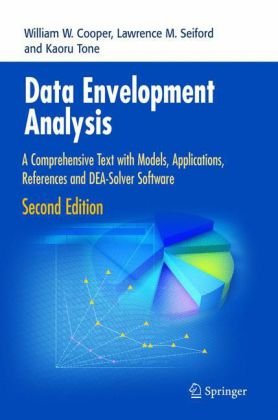 William W. Cooper, Lawrence M. Seiford
and Kaoru Tone
Data Envelopment
Analysis
A Comprehensive Text with Models, Applications,
References and DEA-Solver Software
Second Edition
Springer